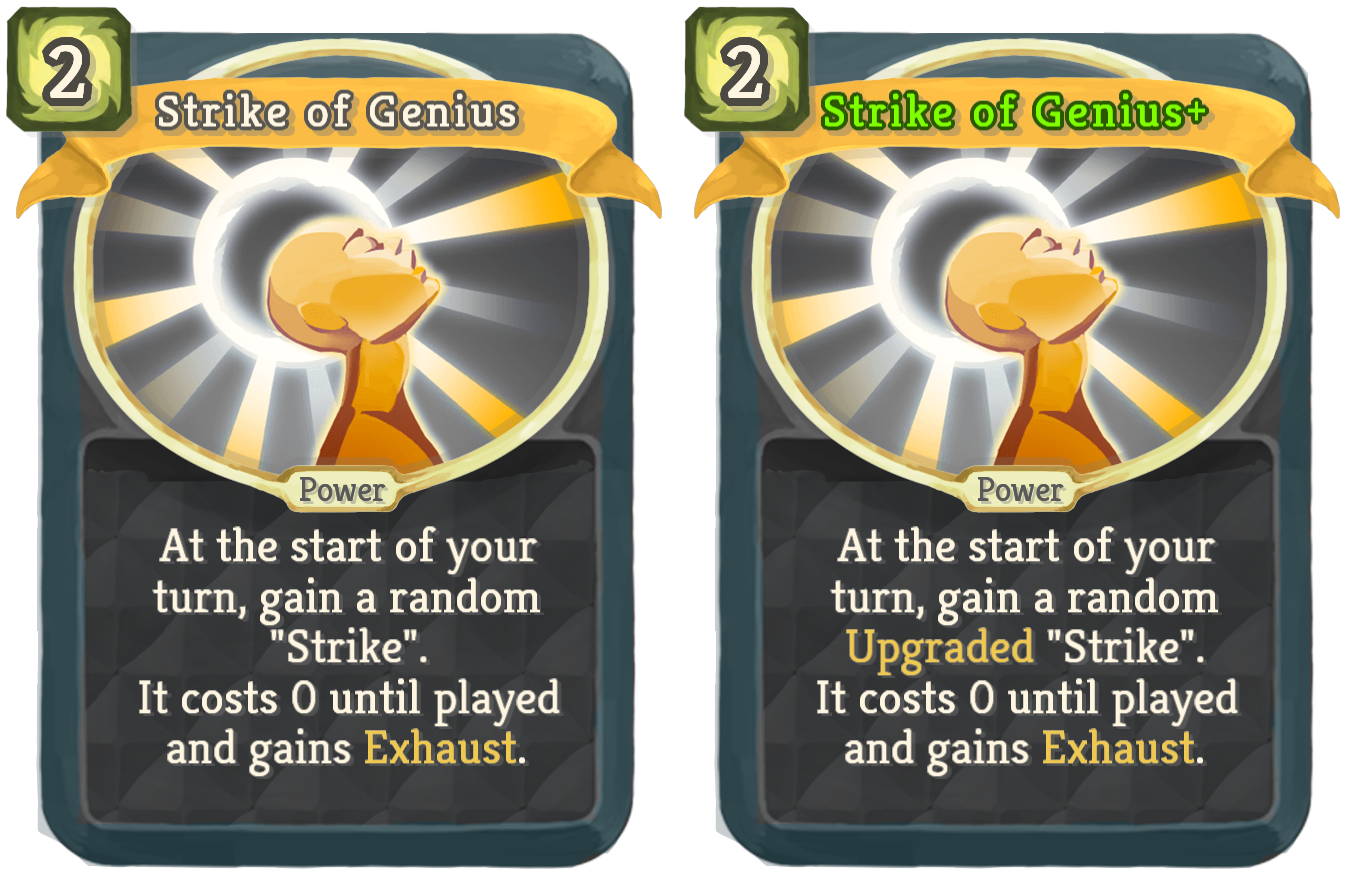 2
Strike of Genius
Power
At the start of your
turn, gain a random
"Strike".
It costs 0 until played
and gains Exhaust.
2
Strike of Genius+
Power
At the start of your
turn, gain a random
Upgraded "Strike".
It costs 0 until played
and gains Exhaust.